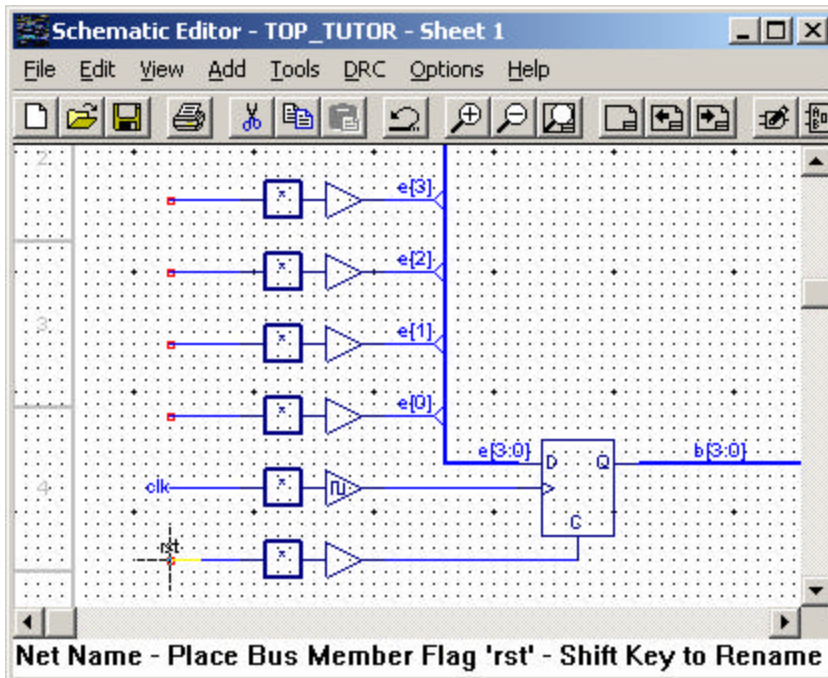 Schematic Editor - TOP_TUTOR - Sheet 1
File Edit View Add Tools DRC Options Help
2
e[3]
e[2]
3
e[1]
e[0]
e[3:0] D Q b[3:0]
4 clk
C
rst
Net Name - Place Bus Member Flag 'rst' - Shift Key to Rename